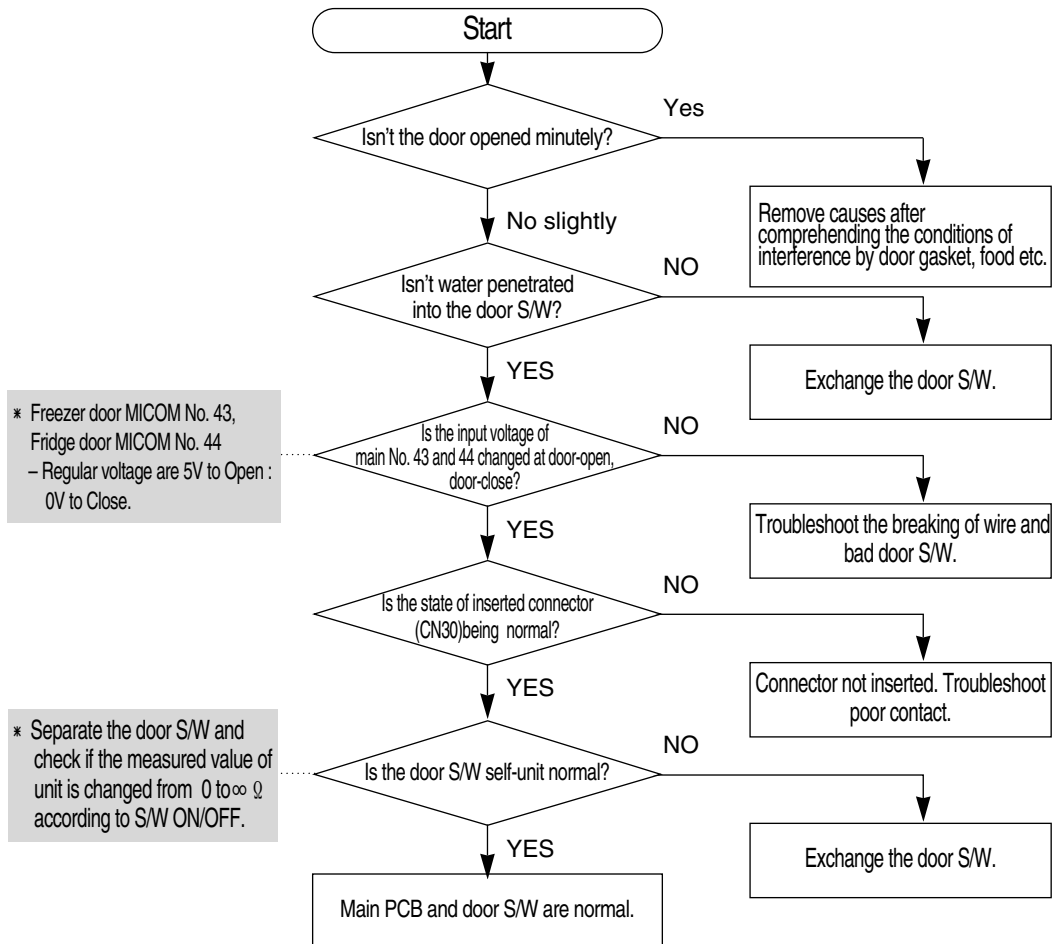 Start
Isn't the door opened minutely?
Yes
Remove causes after
comprehending the conditions of
interference by door gasket, food etc.
No slightly
Isn't water penetrated
into the door S/W?
NO
Exchange the door S/W.
YES
* Freezer door MICOM No. 43,
Fridge door MICOM No. 44
– Regular voltage are 5V to Open :
0V to Close.
Is the input voltage of
main No. 43 and 44 changed at door-open,
door-close?
NO
Troubleshoot the breaking of wire and
bad door S/W.
YES
Is the state of inserted connector
(CN30)being normal?
NO
Connector not inserted. Troubleshoot
poor contact.
YES
* Separate the door S/W and
check if the measured value of
unit is changed from 0 to∞ Ω
according to S/W ON/OFF.
Is the door S/W self-unit normal?
NO
Exchange the door S/W.
YES
Main PCB and door S/W are normal.